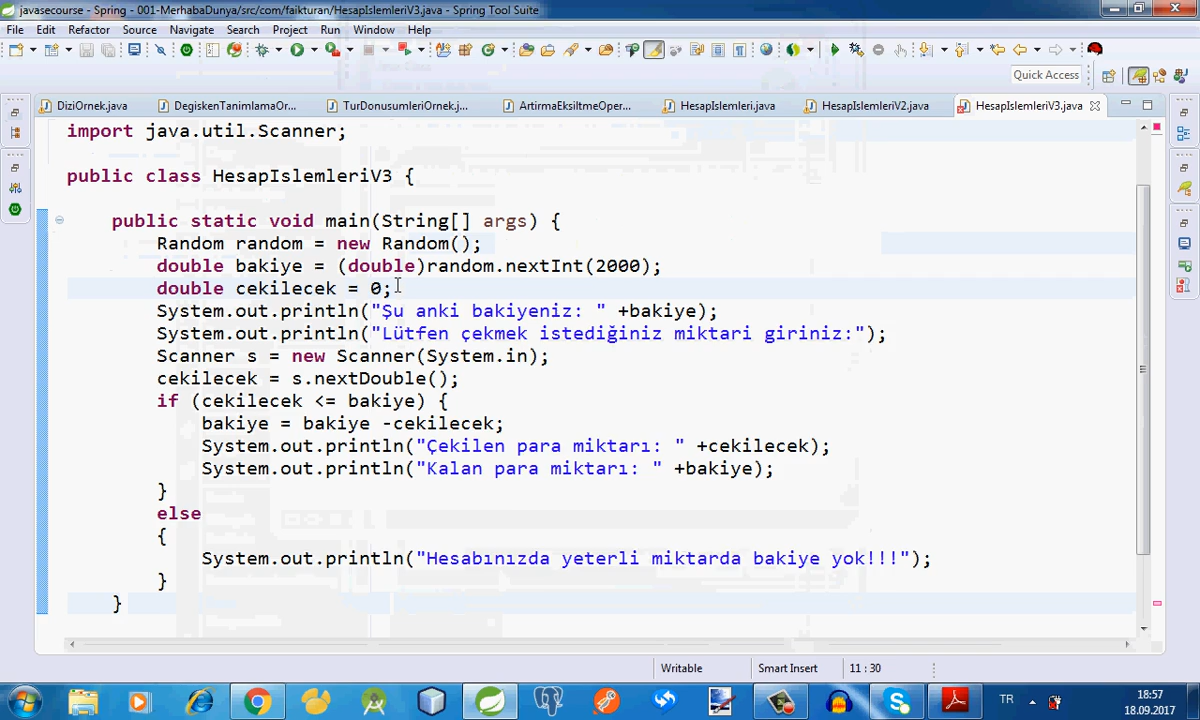 javasecourse - Spring - 001-MerhabaDunya/src/com/faikturan/HesapIslemleriV3.java - Spring Tool Suite
File Edit Refactor Source Navigate Search Project Run Window Help
Quick Access
DiziOrnek.java DegiskenTanimlamaOr... TurDonusumleriOrnek.j... ArtirmaEksiltmeOper... HesapIslemleri.java HesapIslemleriV2.java HesapIslemleriV3.java
import java.util.Scanner;
public class HesapIslemleriV3 {
public static void main(String[] args) {
Random random = new Random();
double bakiye = (double)random.nextInt(2000);
double cekilecek = 0;
System.out.println("Şu anki bakiyeniz: " +bakiye);
System.out.println("Lütfen çekmek istediğiniz miktari giriniz:");
Scanner s = new Scanner(System.in);
cekilecek = s.nextDouble();
if (cekilecek <= bakiye) {
bakiye = bakiye -cekilecek;
System.out.println("Çekilen para miktarı: " +cekilecek);
System.out.println("Kalan para miktarı: " +bakiye);
}
else
{
System.out.println("Hesabınızda yeterli miktarda bakiye yok!!!");
}
}
Writable Smart Insert 11 : 30
TR 18:57
18.09.2017